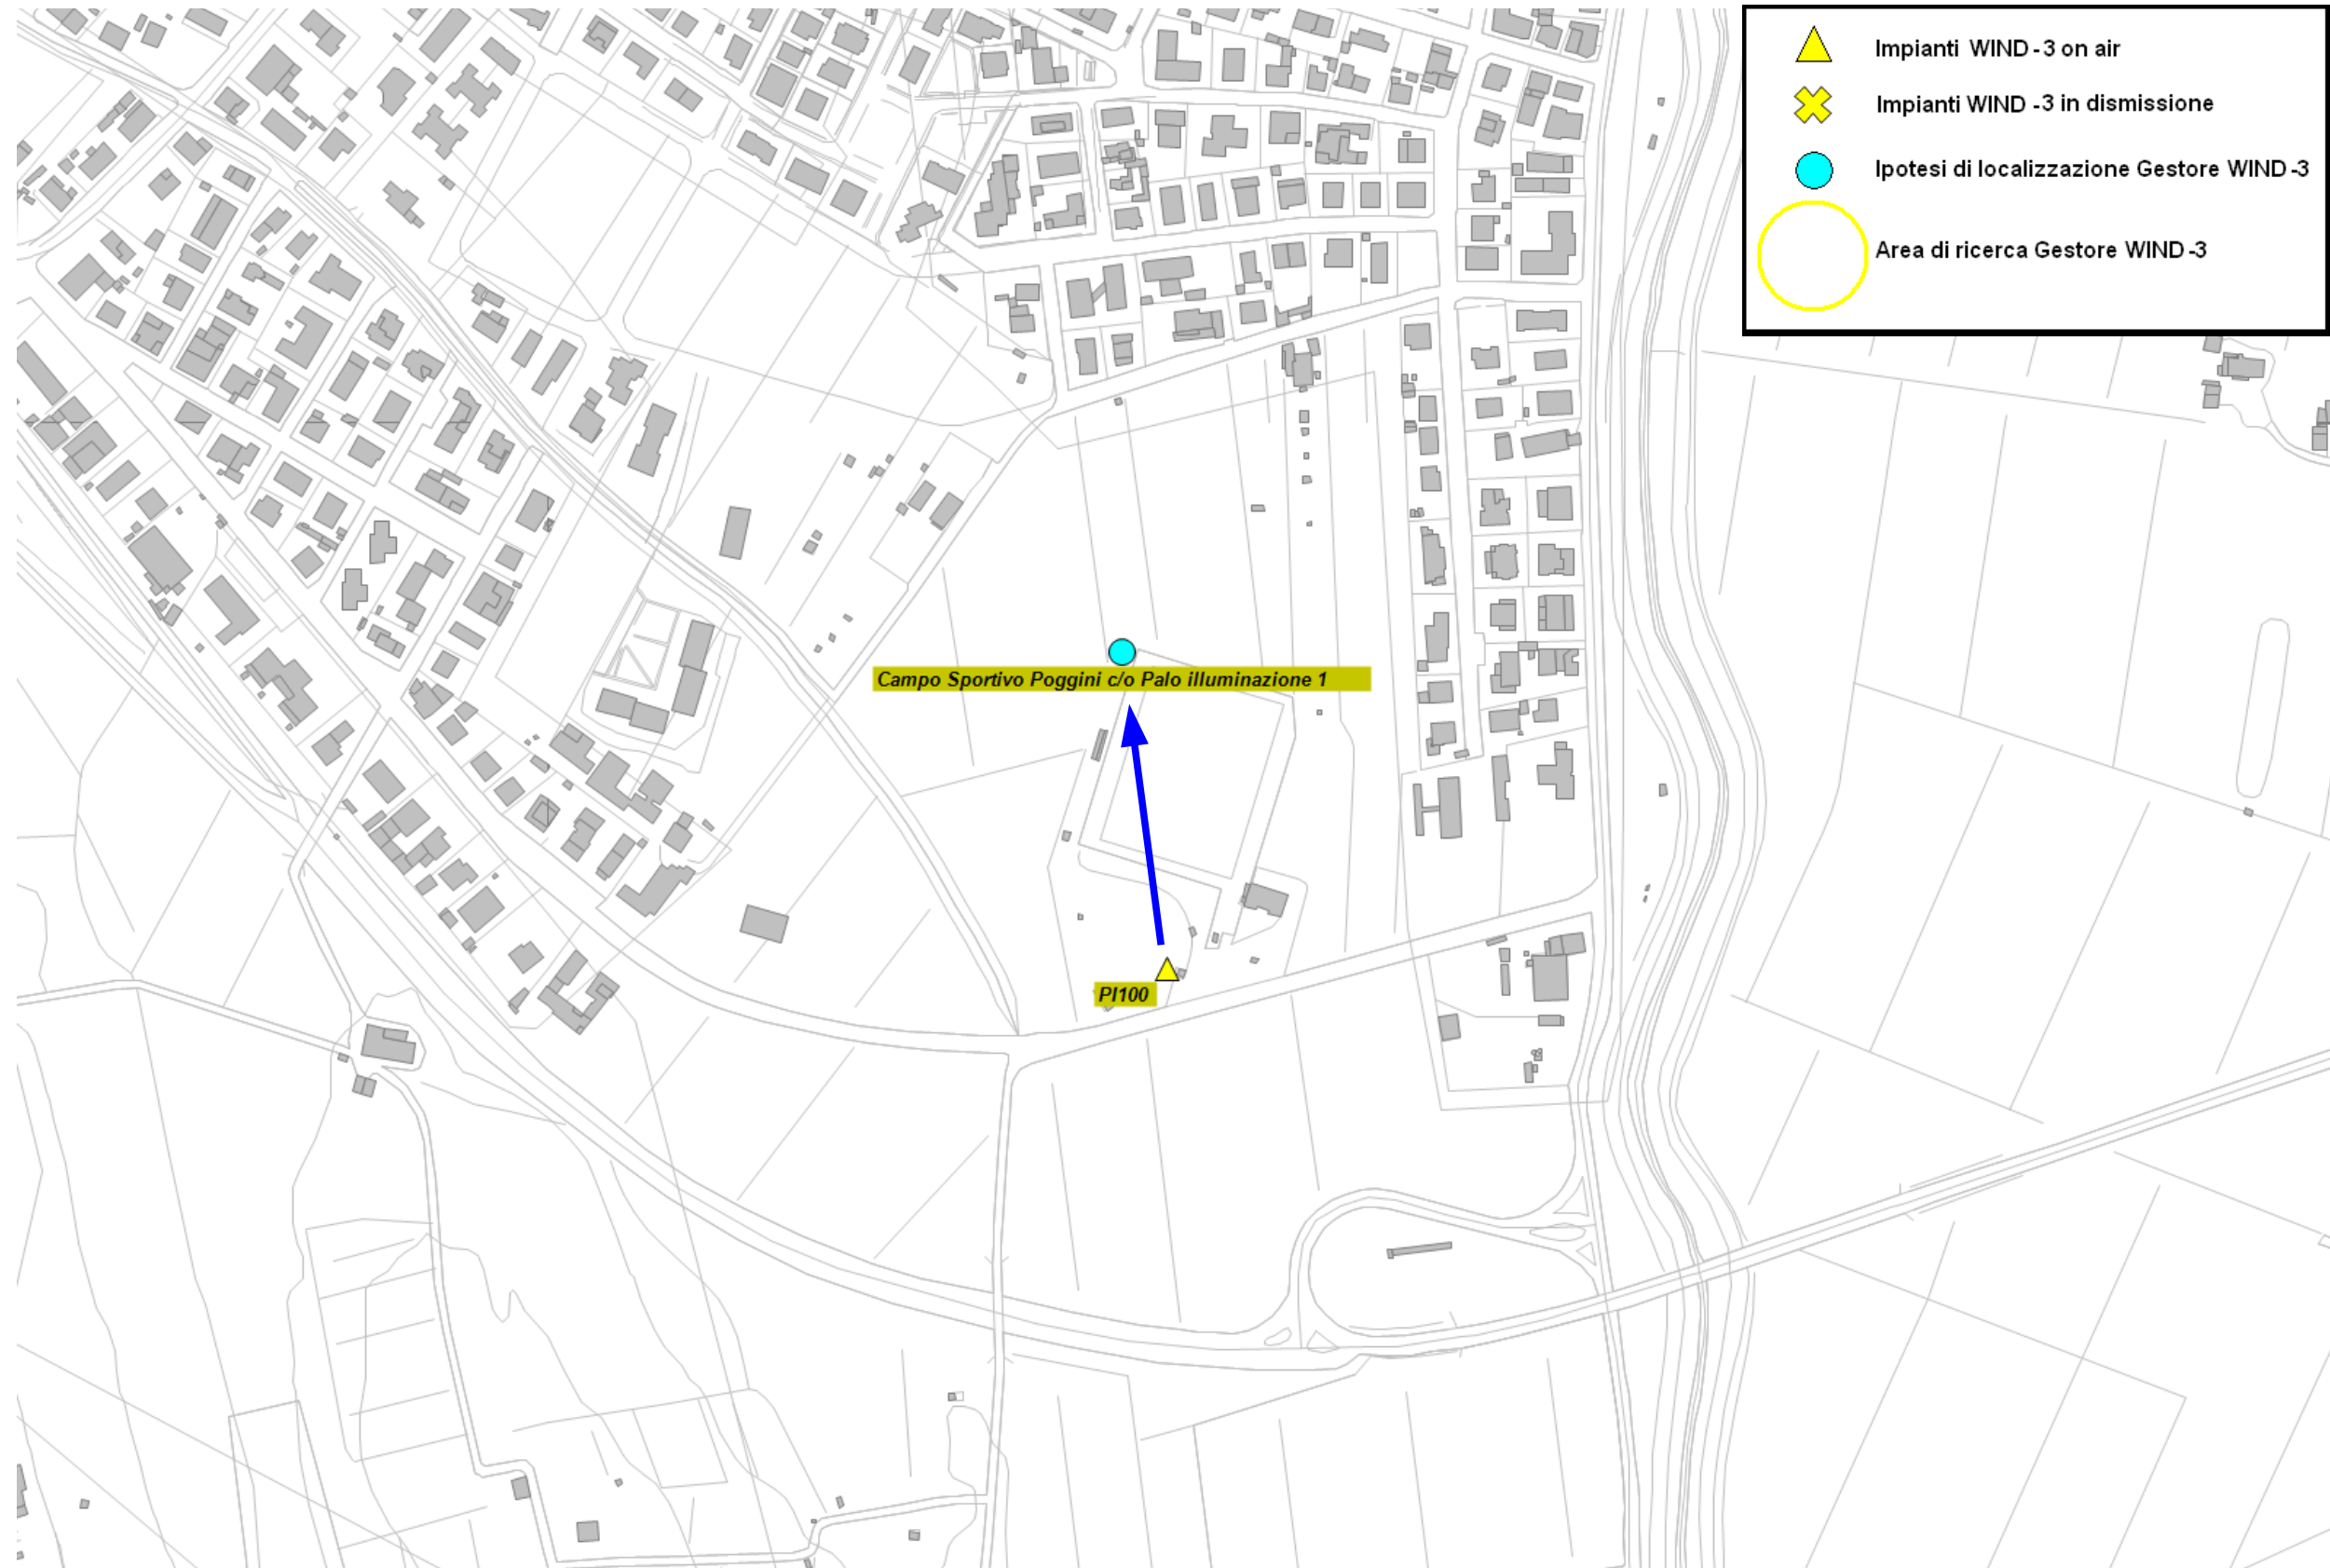 Impianti WIND -3 on air
Impianti WIND -3 in dismissione
Ipotesi di localizzazione Gestore WIND -3
Area di ricerca Gestore WIND -3
Campo Sportivo Poggini c/o Palo illuminazione 1
PI100